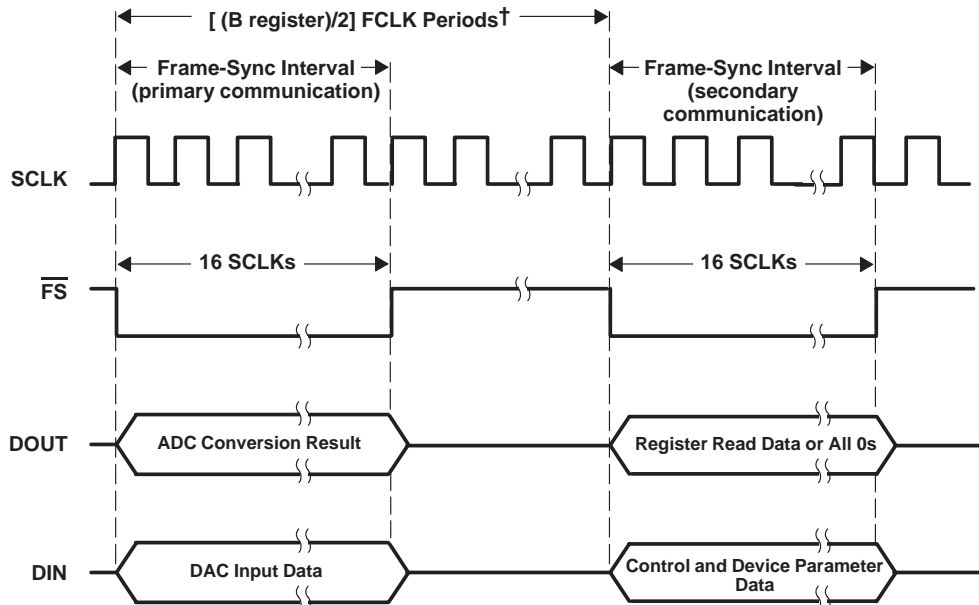 [ (B register)/2] FCLK Periods†
Frame-Sync Interval
(primary communication)
Frame-Sync Interval
(secondary
communication)
SCLK
16 SCLKs
16 SCLKs
FS
DOUT
ADC Conversion Result
Register Read Data or All 0s
DIN
DAC Input Data
Control and Device Parameter
Data